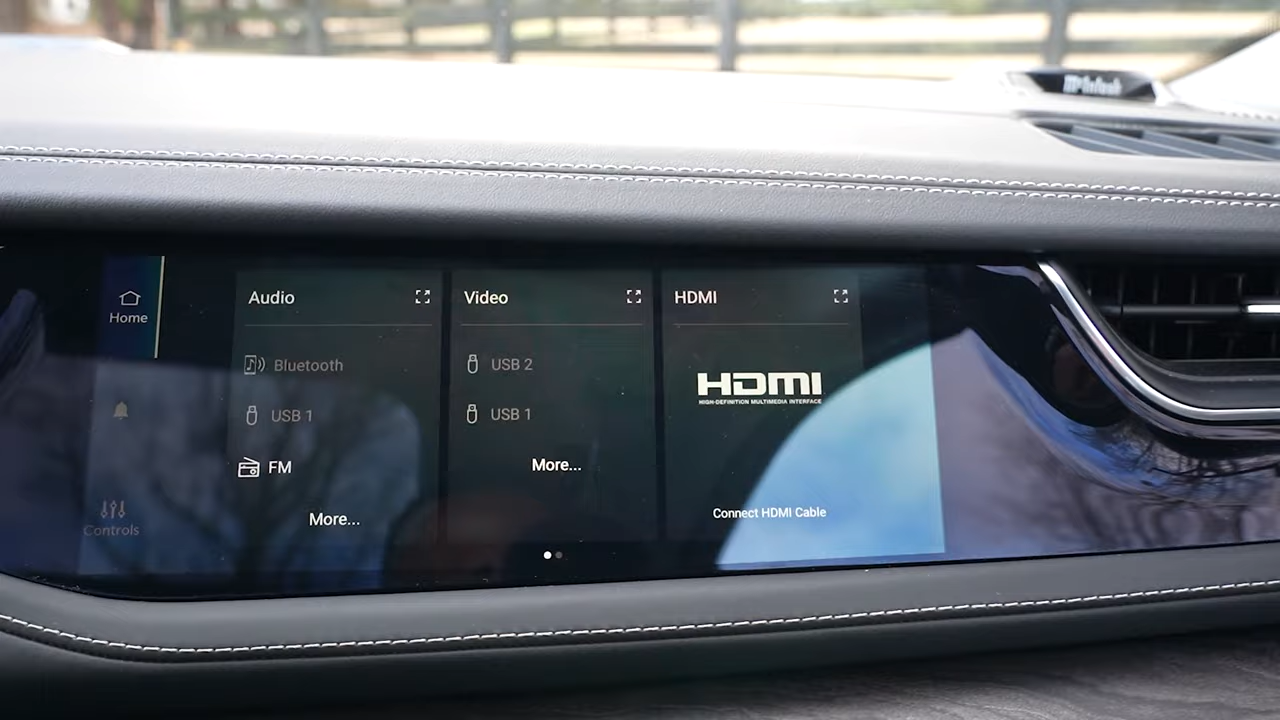 McIntosh
Home
Controls
Audio
Bluetooth
USB 1
FM
More...
Video
USB 2
USB 1
More...
HDMI
HDMI
HIGH-DEFINITION MULTIMEDIA INTERFACE
Connect HDMI Cable